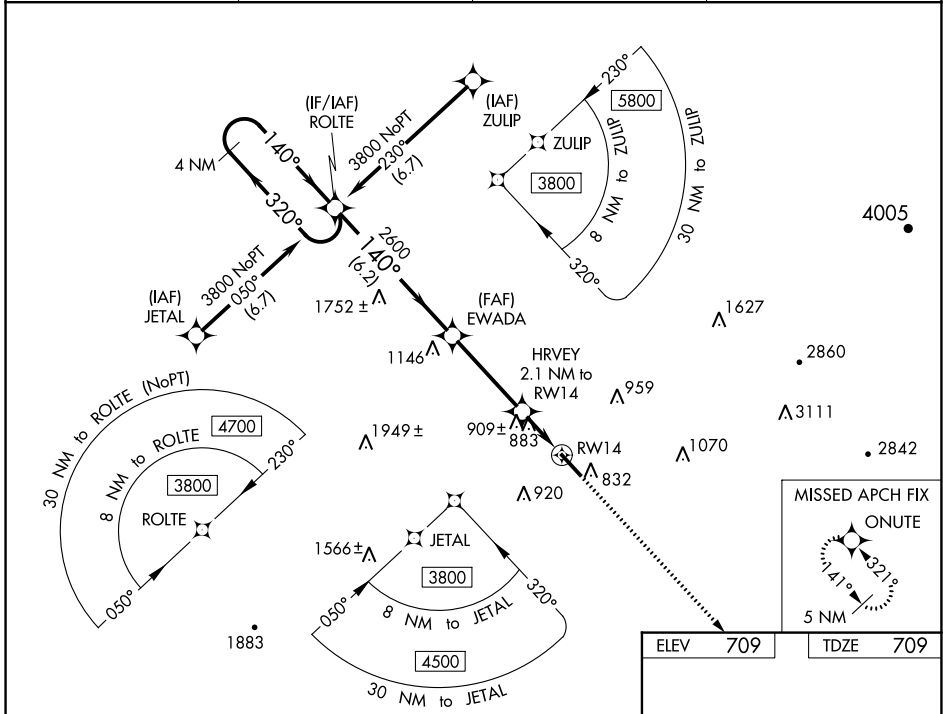 (IAF)
ZULIP
(IF/IAF)
ROLTE
3800 NoPT
230°
(6.7)
140°
4 NM
320°
230°
5800
ZULIP
8 NM to ZULIP
30 NM to ZULIP
3800
320°
4005
2600
140°
(6.2)
3800 NoPT
050°
(6.7)
(IAF)
JETAL
1752 ±
(FAF)
EWADA
1146
1627
HRVEY
2.1 NM to
RW14
2860
959
3111
30 NM to ROLTE (NoPT)
4700
8 NM to ROLTE
230°
3800
ROLTE
050°
1949 ±
909 ±
883
RW14
1070
2842
832
920
MISSED APCH FIX
ONUTE
141°
321°
5 NM
1566 ±
JETAL
3800
050°
320°
8 NM to JETAL
4500
30 NM to JETAL
1883
ELEV 709
TDZE 709